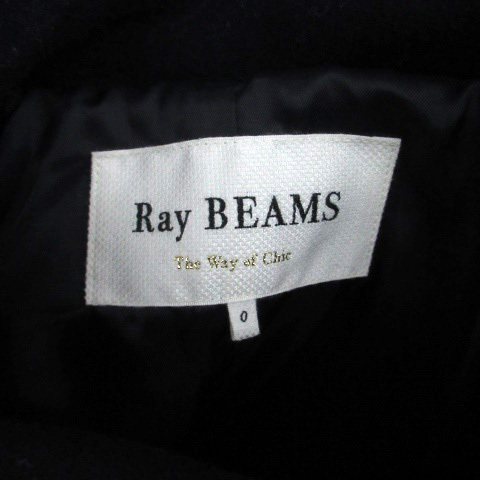 Ray BEAMS
The Way of Chic
0